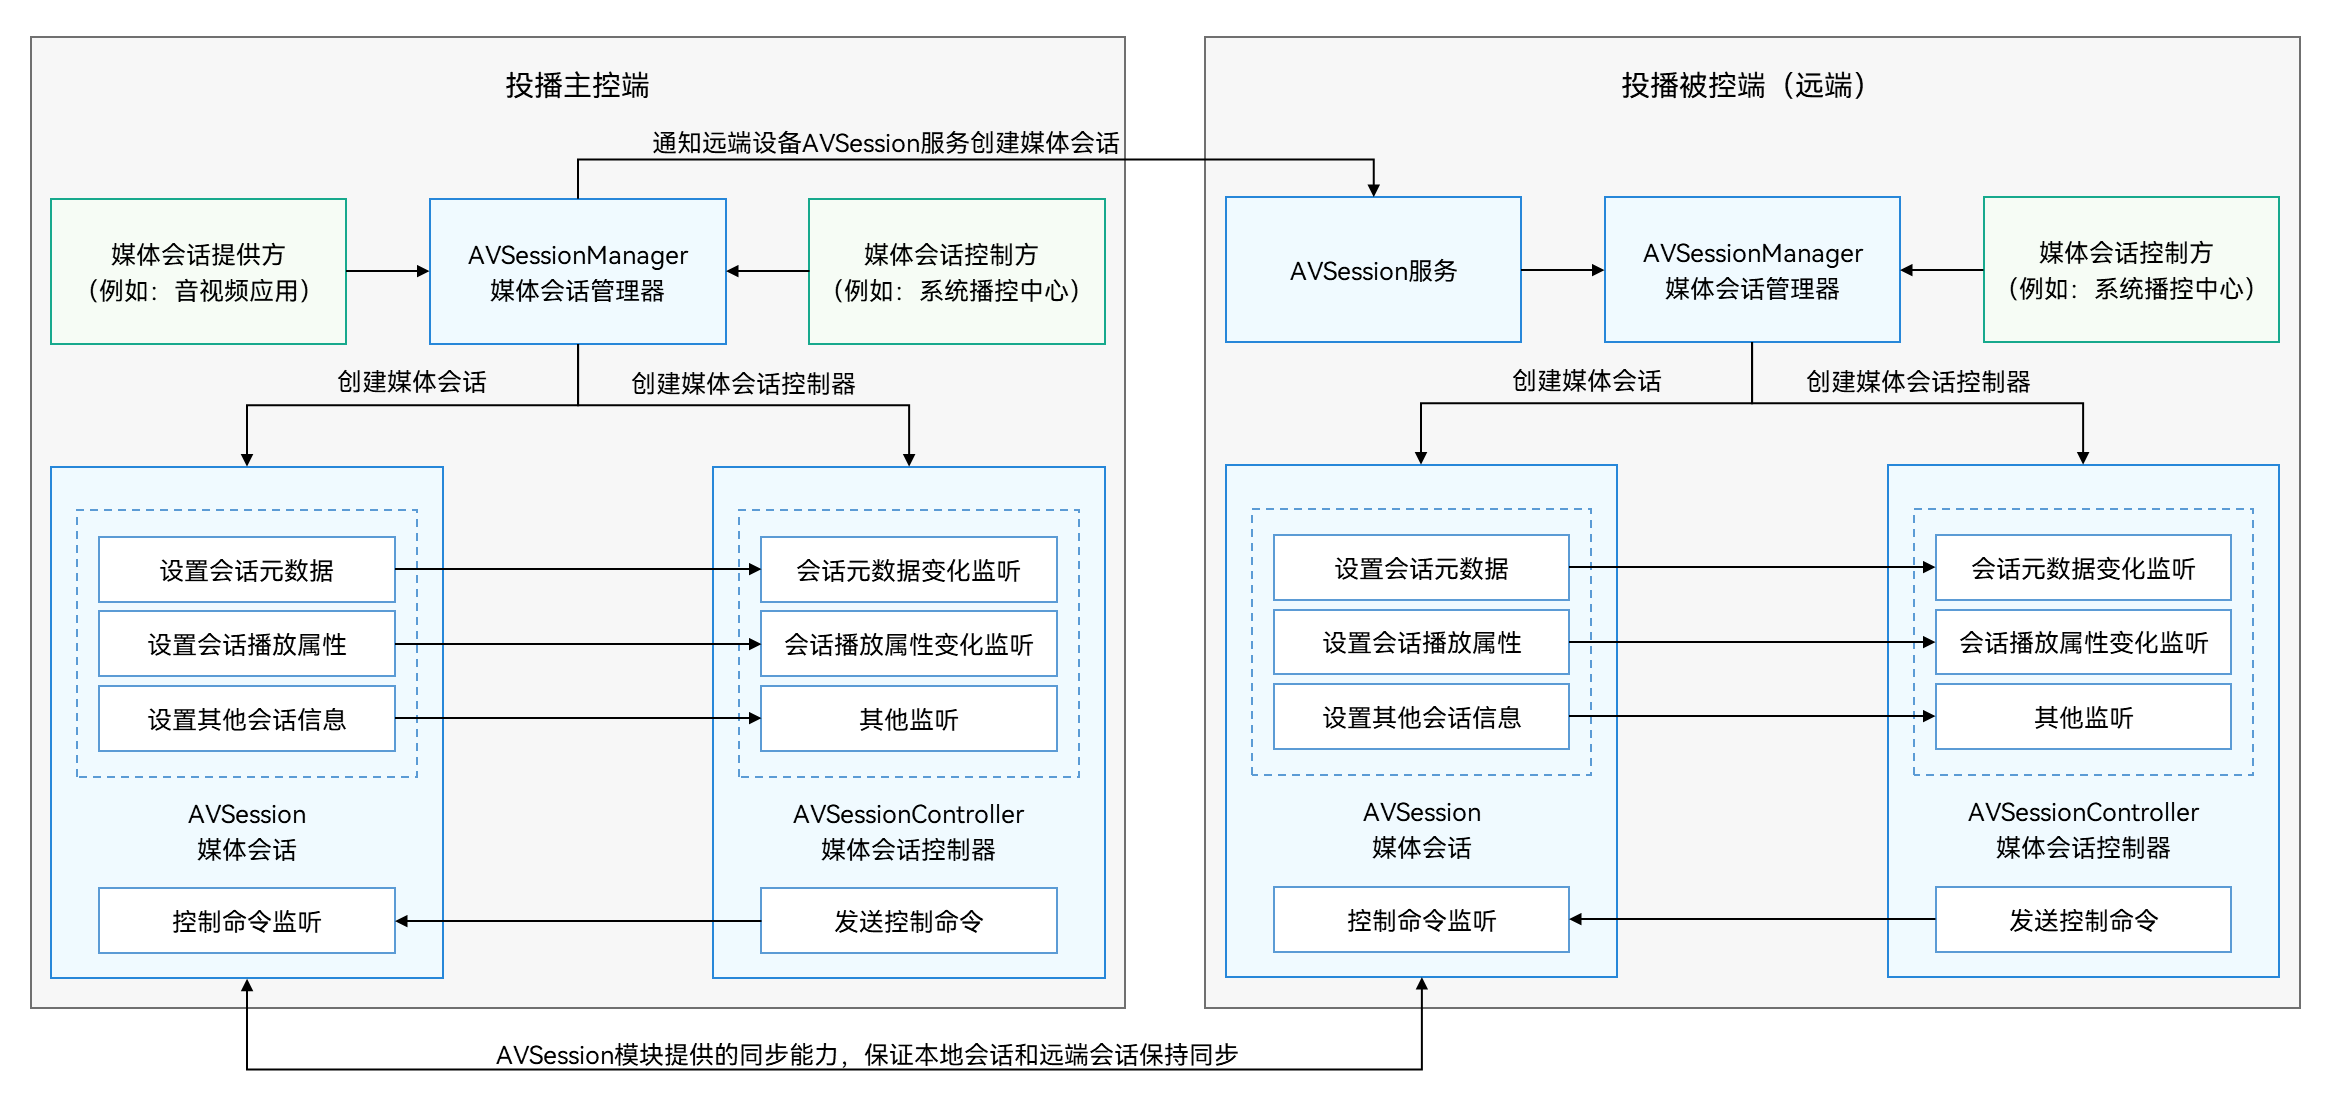 投播主控端
通知远端设备AVSession服务创建媒体会话
媒体会话提供方
（例如：音视频应用）
AVSessionManager
媒体会话管理器
媒体会话控制方
（例如：系统播控中心）
创建媒体会话
创建媒体会话控制器
设置会话元数据
设置会话播放属性
设置其他会话信息
AVSession
媒体会话
控制命令监听
会话元数据变化监听
会话播放属性变化监听
其他监听
AVSessionController
媒体会话控制器
发送控制命令
投播被控端（远端）
AVSession服务
AVSessionManager
媒体会话管理器
媒体会话控制方
（例如：系统播控中心）
创建媒体会话
创建媒体会话控制器
设置会话元数据
设置会话播放属性
设置其他会话信息
AVSession
媒体会话
控制命令监听
会话元数据变化监听
会话播放属性变化监听
其他监听
AVSessionController
媒体会话控制器
发送控制命令
AVSession模块提供的同步能力，保证本地会话和远端会话保持同步